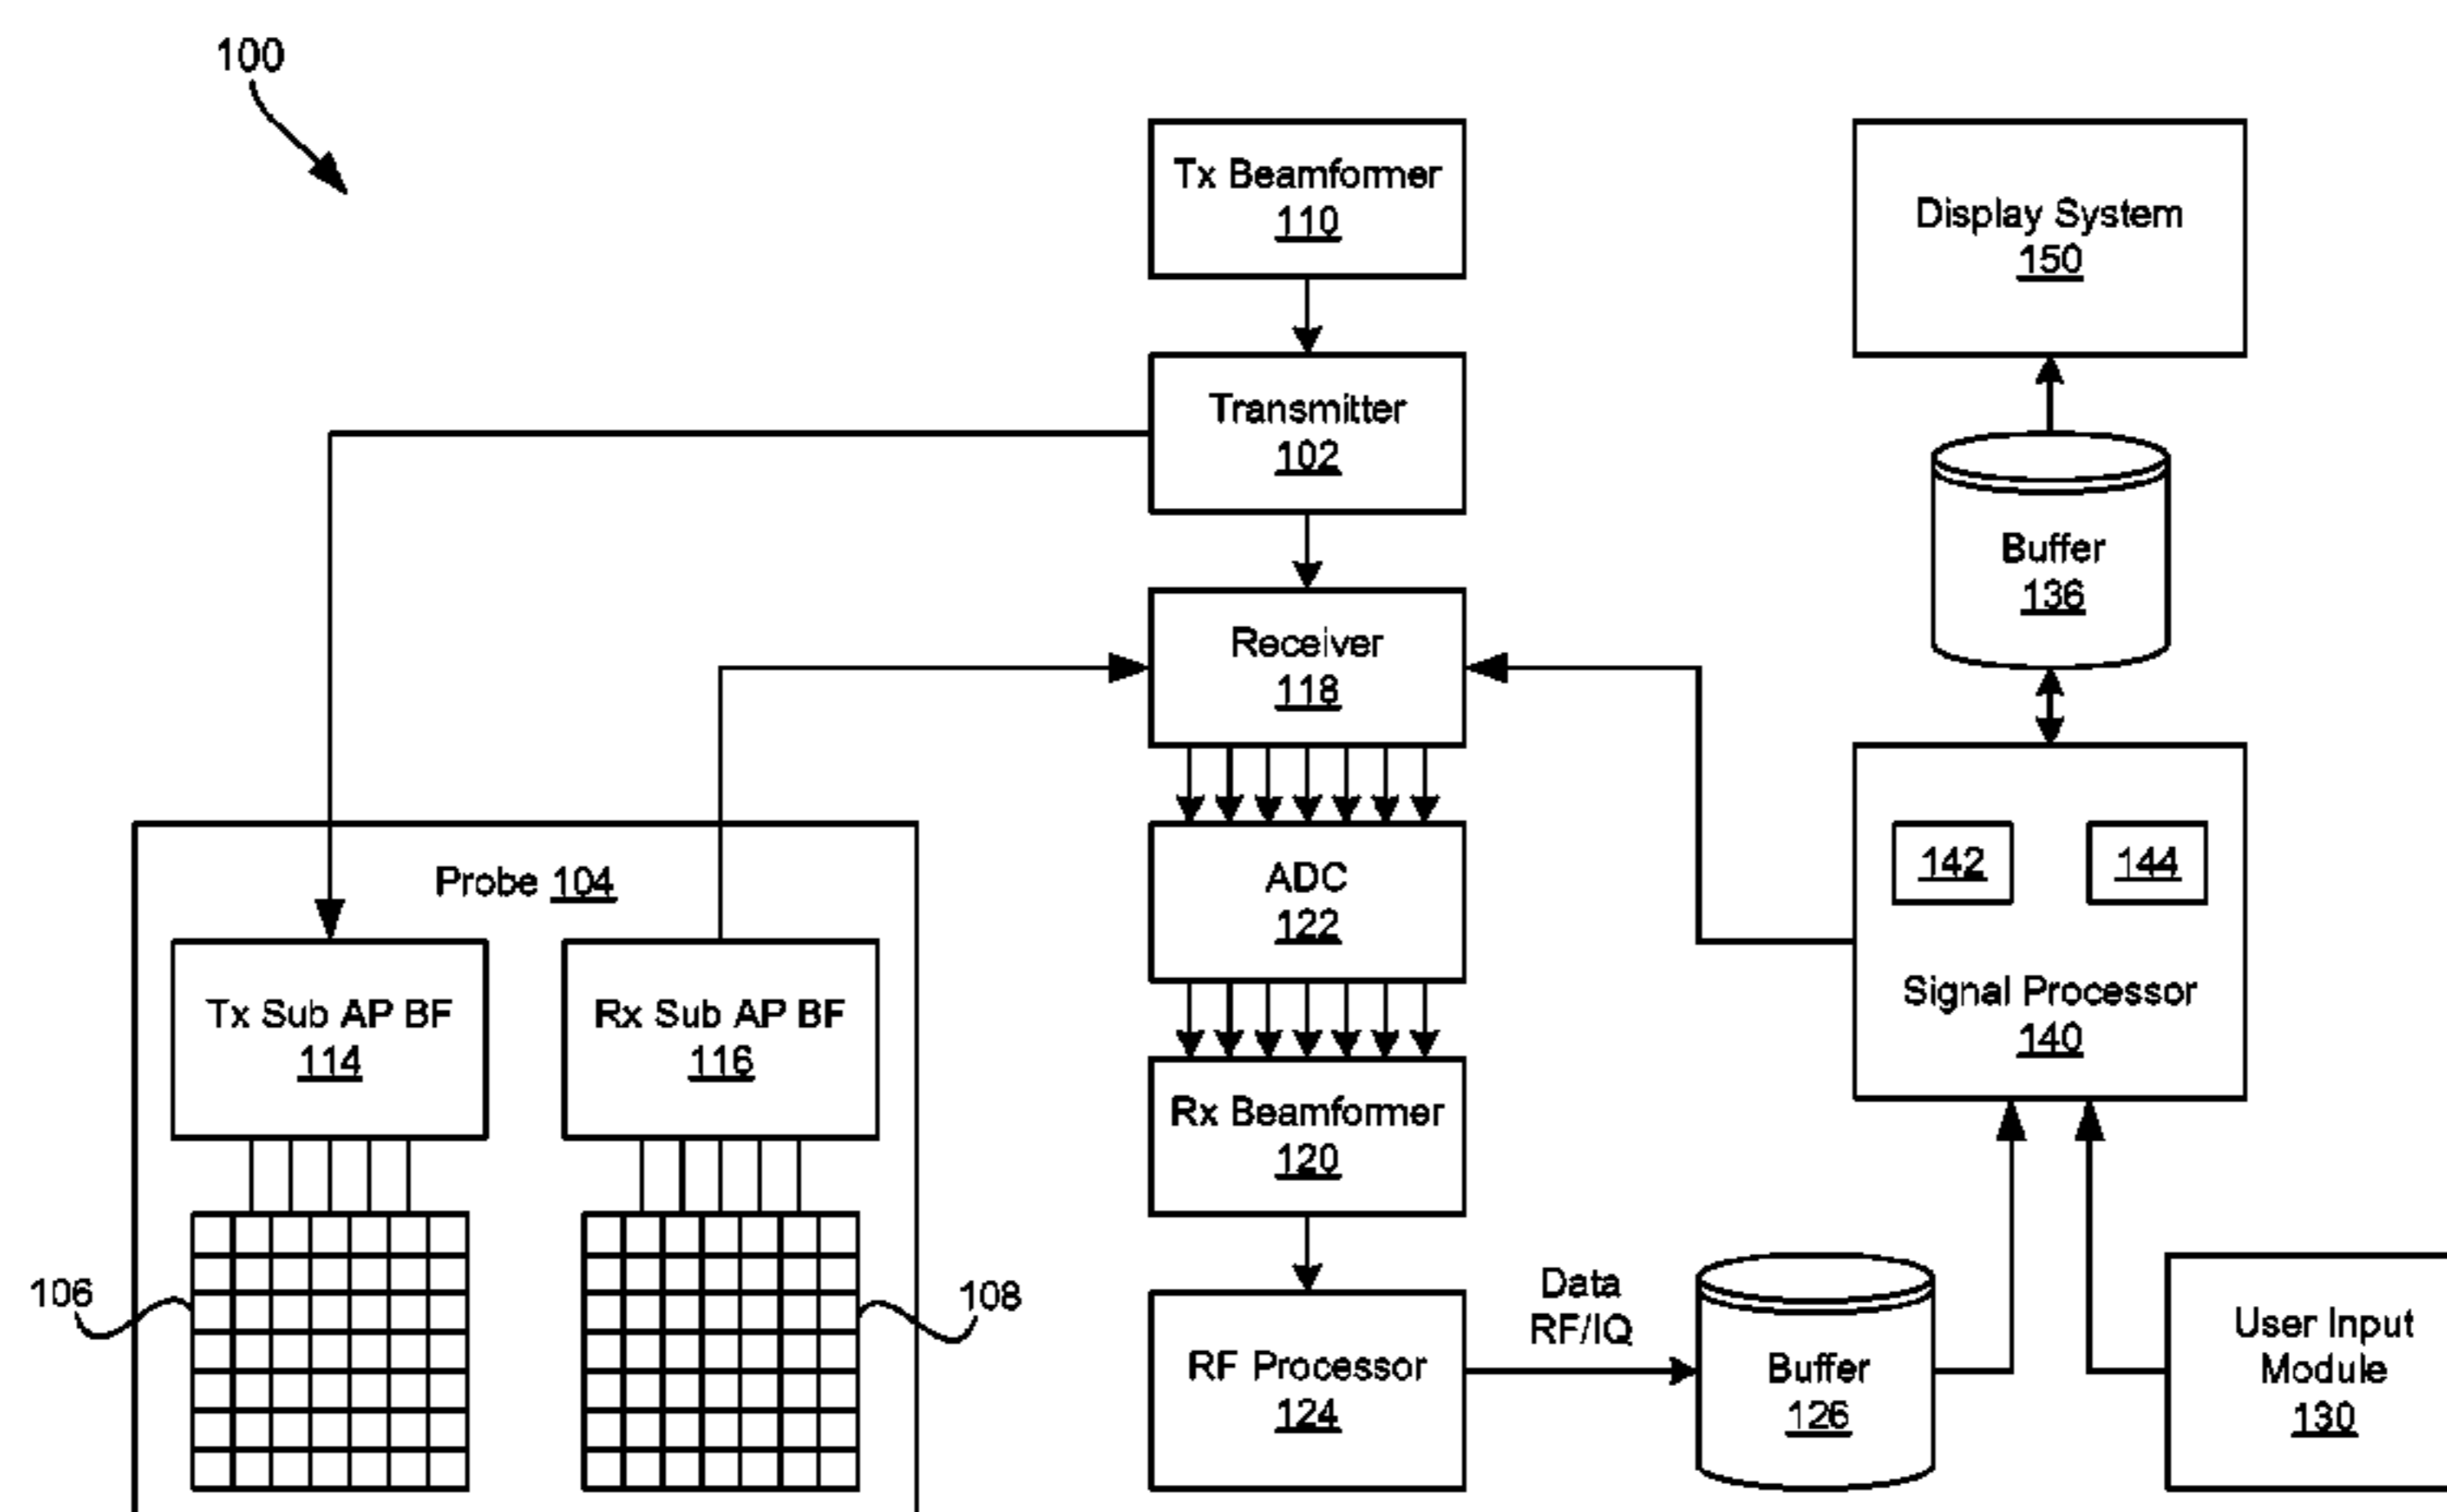 100
Tx Beamformer
110
Display System
150
Transmitter
102
Buffer
136
Receiver
118
Probe 104
ADC
122
142
144
Signal Processor
140
Tx Sub AP BF
114
Rx Sub AP BF
116
Rx Beamformer
120
106
108
RF Processor
124
Data
RF/IQ
Buffer
126
User Input
Module
130